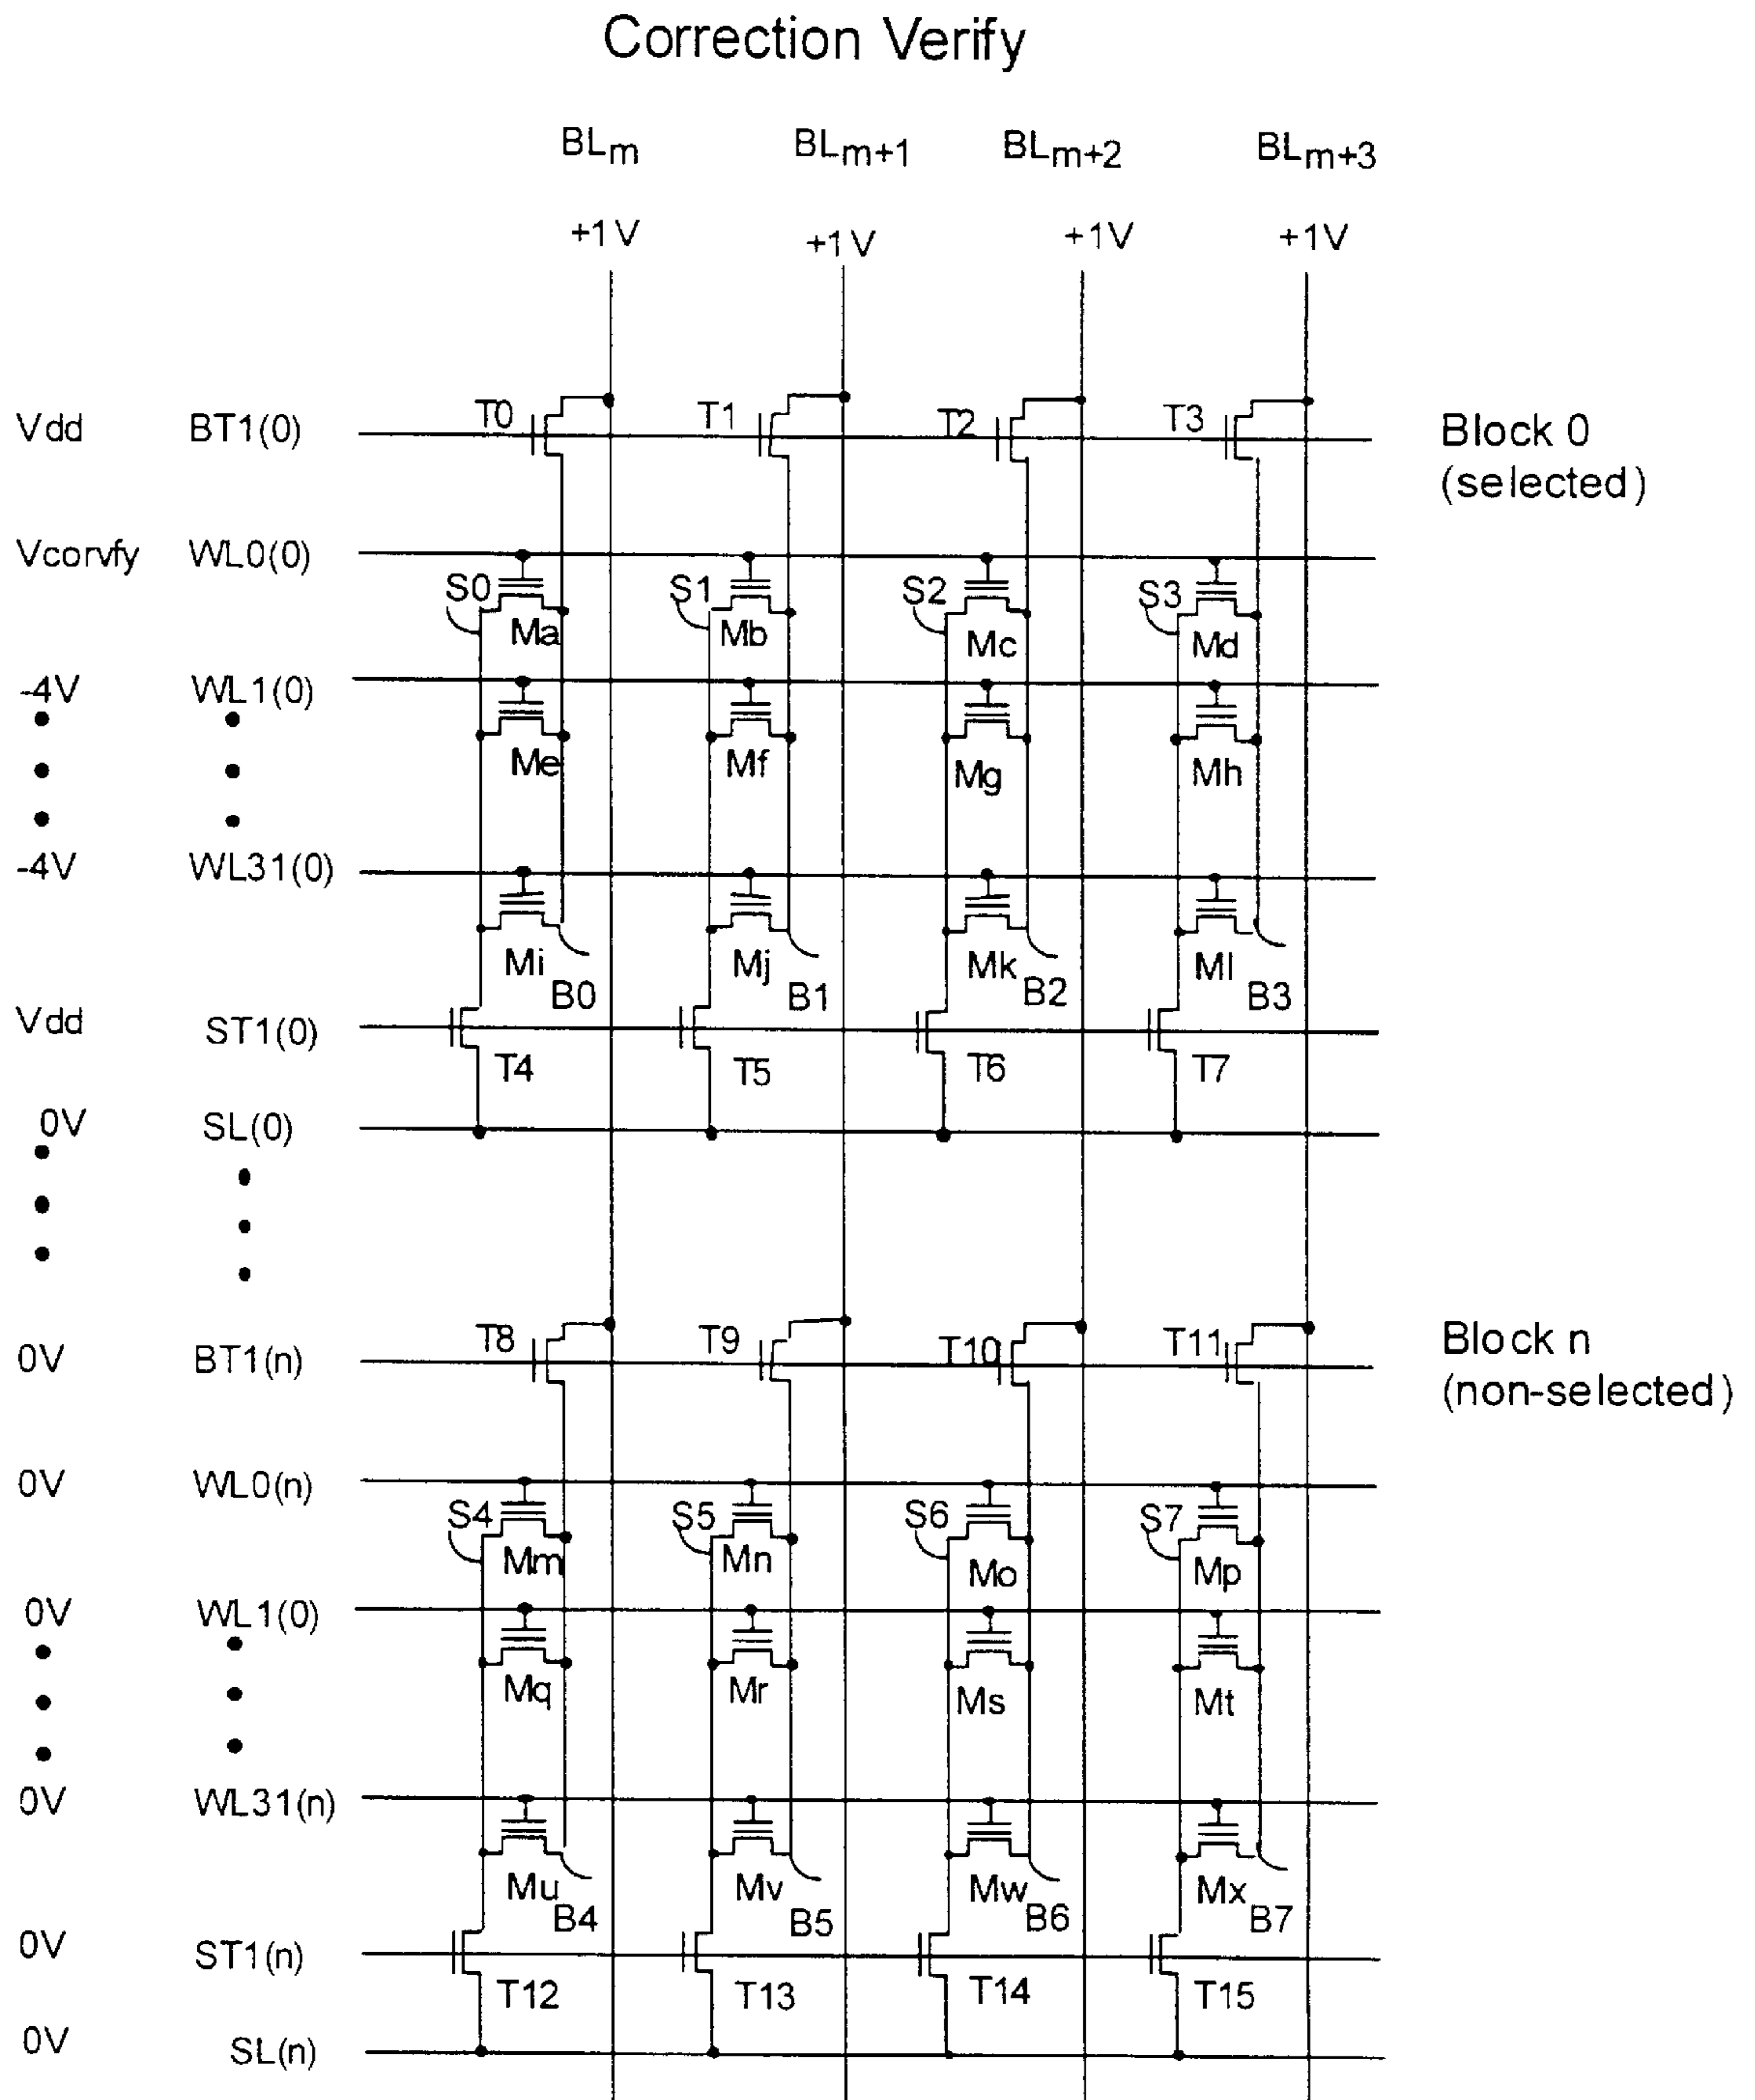 Correction Verify
BLm BLm+1 BLm+2 BLm+3
+1V +1V +1V +1V
Vdd BT1(0) T0 T1 T2 T3 Block 0
(selected)
Vcorvfy WL0(0)
S0 S1 S2 S3
Ma Mb Mc Md
-4V WL1(0)
Me Mf Mg Mh
-4V WL31(0)
Mi Mj Mk Ml
B0 B1 B2 B3
Vdd ST1(0)
T4 T5 T6 T7
0V SL(0)
T8 T9 T10 T11 Block n
0V BT1(n)
(non-selected)
0V WL0(n)
S4 S5 S6 S7
Mm Mn Mo Mp
0V WL1(0)
Mq Mr Ms Mt
0V WL31(n)
Mu Mv Mw Mx
B4 B5 B6 B7
0V ST1(n)
T12 T13 T14 T15
0V SL(n)